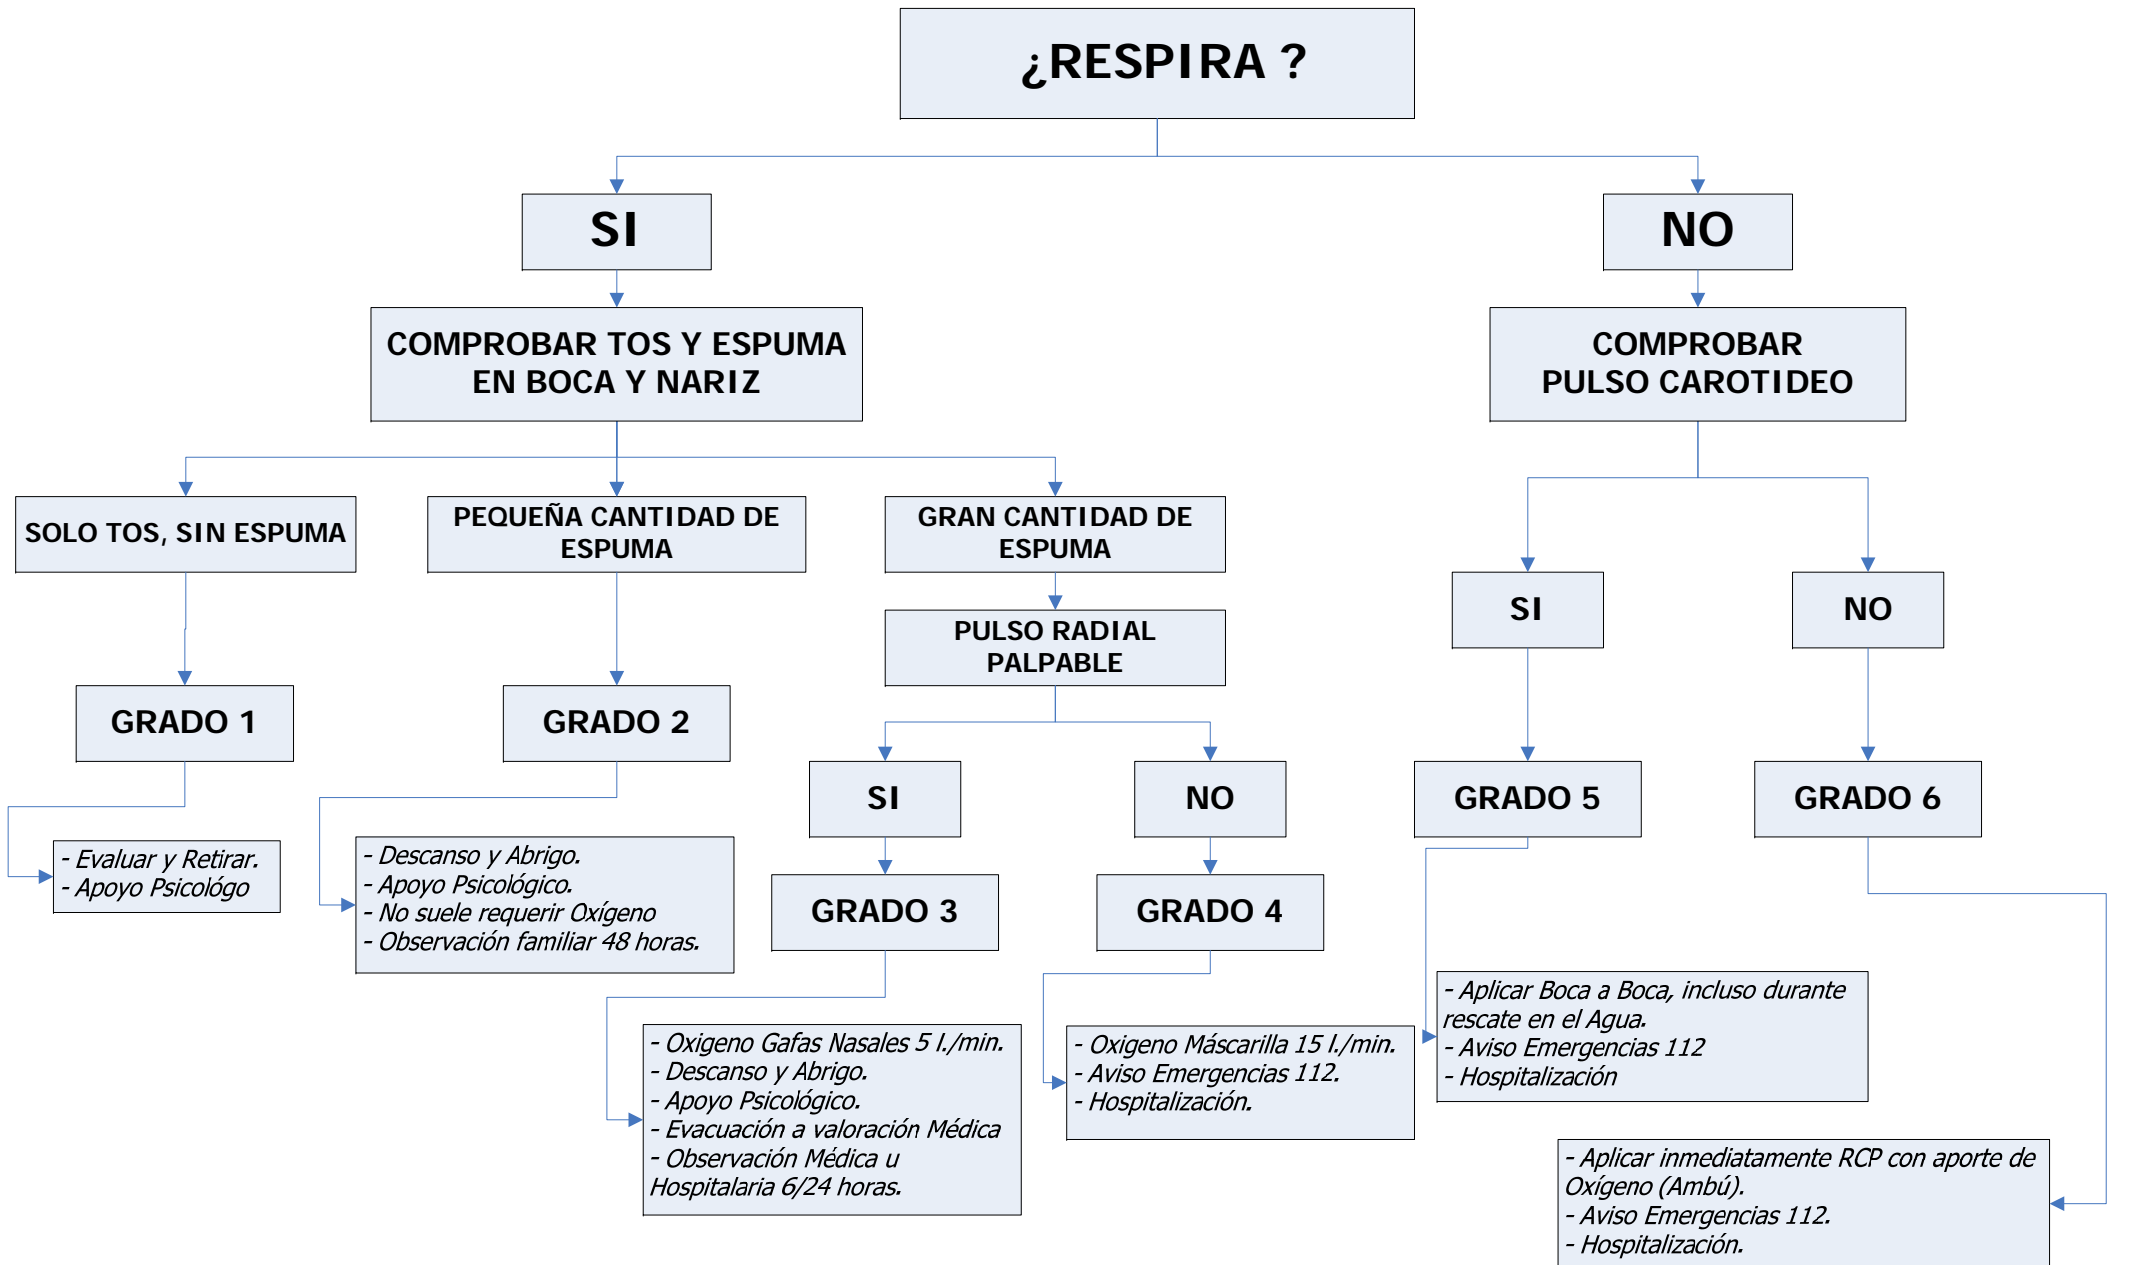 ¿RESPIRA ?
SI
NO
COMPROBAR TOS Y ESPUMA
EN BOCA Y NARIZ
COMPROBAR
PULSO CAROTIDEO
SOLO TOS, SIN ESPUMA
PEQUEÑA CANTIDAD DE
ESPUMA
GRAN CANTIDAD DE
ESPUMA
PULSO RADIAL
PALPABLE
SI
NO
GRADO 1
GRADO 2
SI
NO
GRADO 5
GRADO 6
- Evaluar y Retirar.
- Apoyo Psicológo
- Descanso y Abrigo.
- Apoyo Psicológico.
- No suele requerir Oxígeno
- Observación familiar 48 horas.
GRADO 3
GRADO 4
- Oxigeno Gafas Nasales 5 l./min.
- Descanso y Abrigo.
- Apoyo Psicológico.
- Evacuación a valoración Médica
- Observación Médica u
Hospitalaria 6/24 horas.
- Oxigeno Máscarilla 15 l./min.
- Aviso Emergencias 112.
- Hospitalización.
- Aplicar Boca a Boca, incluso durante
rescate en el Agua.
- Aviso Emergencias 112
- Hospitalización
- Aplicar inmediatamente RCP con aporte de
Oxígeno (Ambú).
- Aviso Emergencias 112.
- Hospitalización.